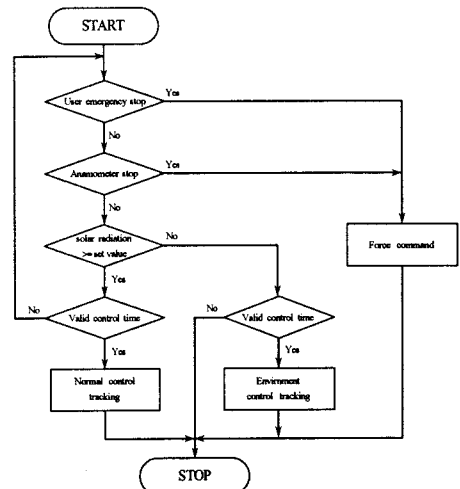 START
User emergency stop
Yes
No
Anamometer stop
Yes
No
solar radiation
>= set value
No
Yes
Force command
Valid control time
No
Yes
Valid control time
No
Yes
Normal control
tracking
Envirnment
control tracking
STOP